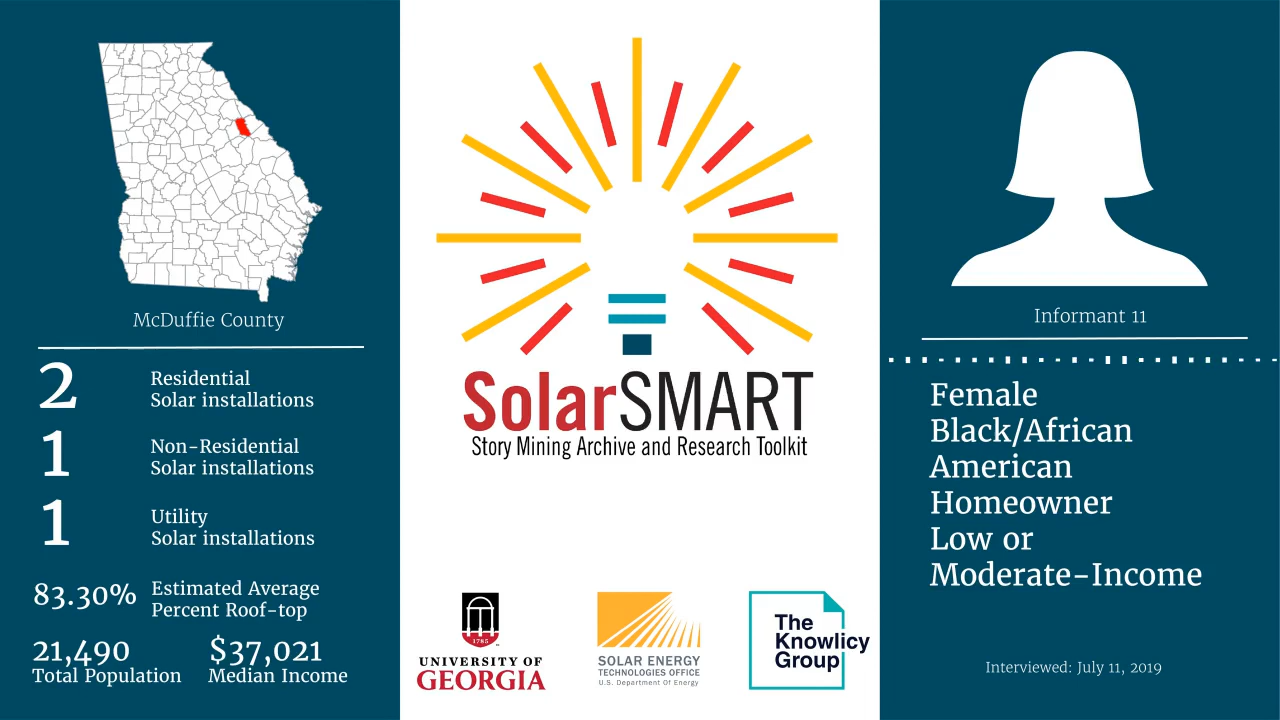 McDuffie County
2
Residential
Solar installations
1
Non-Residential
Solar installations
1
Utility
Solar installations
83.30%
Estimated Average
Percent Roof-top
21,490
Total Population
$37,021
Median Income
SolarSMART
Story Mining Archive and Research Toolkit
1785
UNIVERSITY OF
GEORGIA
SOLAR ENERGY
TECHNOLOGIES OFFICE
U.S. Department Of Energy
The
Knowlicy
Group
Informant 11
Female
Black/African
American
Homeowner
Low or
Moderate-Income
Interviewed: July 11, 2019